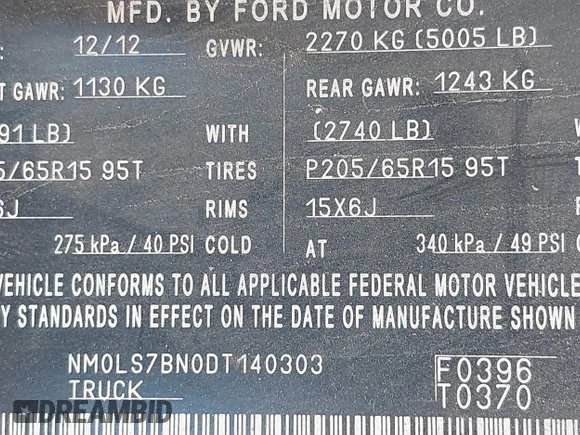 MFD. BY FORD MOTOR CO.
: 12/12 GVWR: 2270 KG (5005 LB)
T GAWR: 1130 KG REAR GAWR: 1243 KG
91 LB) WITH (2740 LB)
5/65R15 95T TIRES P205/65R15 95T
6J RIMS 15X6J
275 kPa / 40 PSI COLD AT 340 kPa / 49 PSI
VEHICLE CONFORMS TO ALL APPLICABLE FEDERAL MOTOR VEHICLE
Y STANDARDS IN EFFECT ON THE DATE OF MANUFACTURE SHOWN
NM0LS7BN0DT140303 F0396
TRUCK T0370
DREAMBID